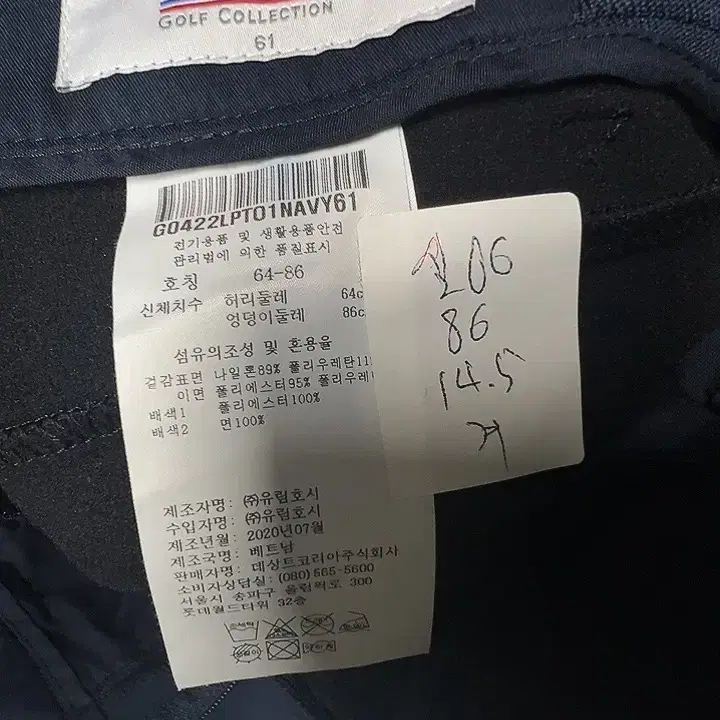 GOLF COLLECTION
61
G0422LPT01NAVY61
전기용품 및 생활용품안전
관리법에 의한 품질표시
호칭 64-86
신체치수 허리둘레 64c
엉덩이둘레 86c
섬유의조성 및 혼용율
겉감표면 나일론89% 폴리우레탄11
이면 폴리에스터95% 폴리우레
배색1 폴리에스터100%
배색2 면100%
제조자명: ㈜유림호시
수입자명: ㈜유림호시
제조년월: 2020년07월
제조국명: 베트남
판매자명: 데상트코리아주식회사
소비자상담실: (080) 565-5600
서울시 송파구 올림픽로 300
롯데월드타워 32층
206
86
14.5